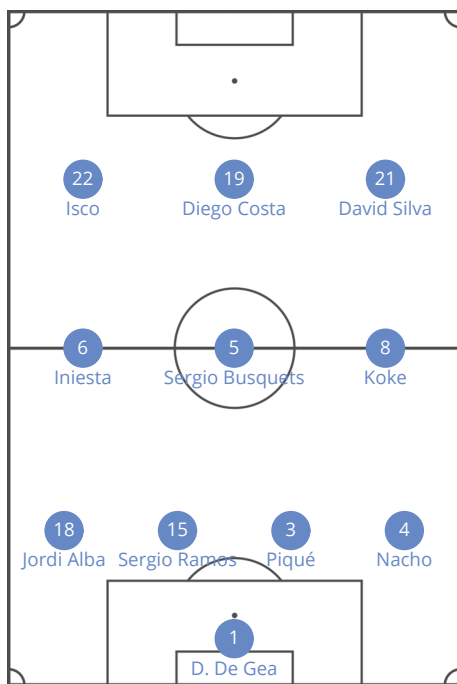 22
19
21
Isco
Diego Costa
David Silva
6
5
8
Iniesta
Sergio Busquets
Koke
18
15
3
4
Jordi Alba
Sergio Ramos
Piqué
Nacho
1
D. De Gea